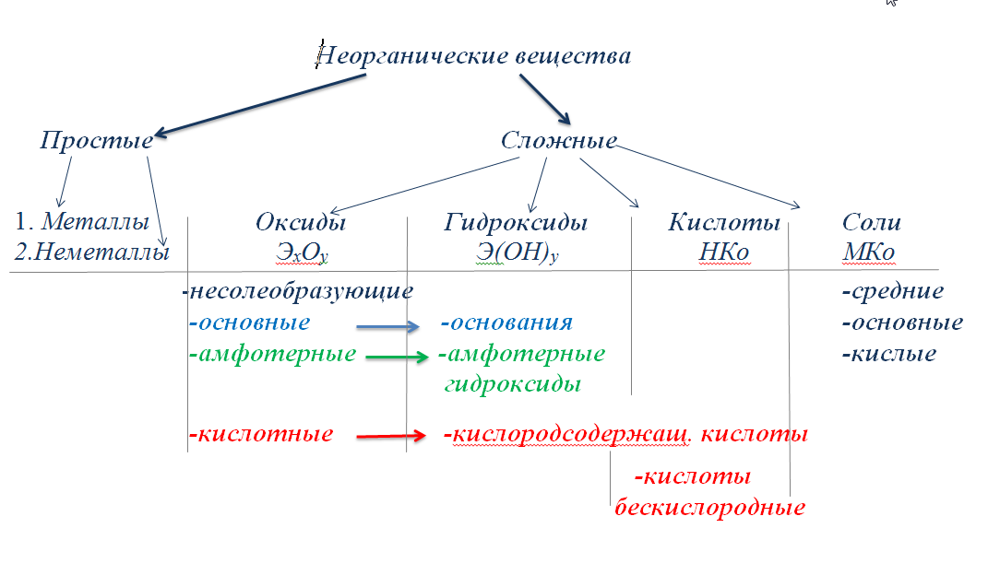 Неорганические вещества
Простые Сложные
1. Металлы Оксиды Гидроксиды Кислоты Соли
2.Неметаллы ЭхОу Э(ОН)у НКо МКо
-несолеобразующие -средние
-основные -основания -основные
-амфотерные -амфотерные -кислые
гидроксиды
-кислотные -кислородсодержащ. кислоты
-кислоты
бескислородные